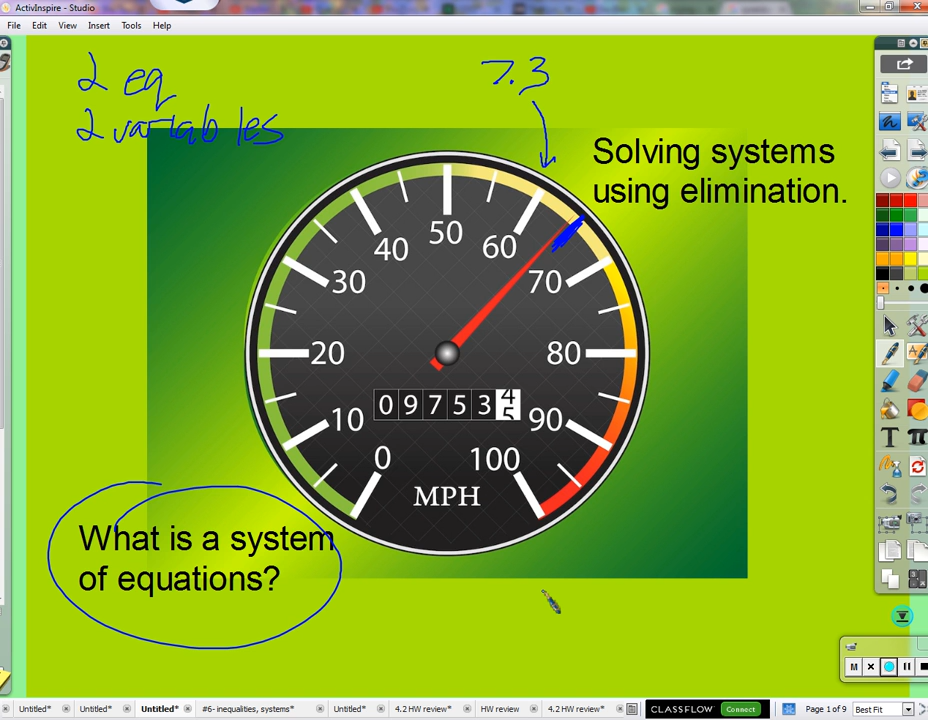 ActivInspire - Studio
File Edit View Insert Tools
2 eq
2 variables
7.3
Solving systems
using elimination.
0
10
20
30
40
50
60
70
80
90
100
0 9 7 5 3 4
5
MPH
What is a system
of equations?
M
Untitled* Untitled* Untitled* #6- inequalities, systems* Untitled* 4.2 HW review* HW review 4.2 HW review* CLASSFLOW Connect Page 1 of 9 Best Fit